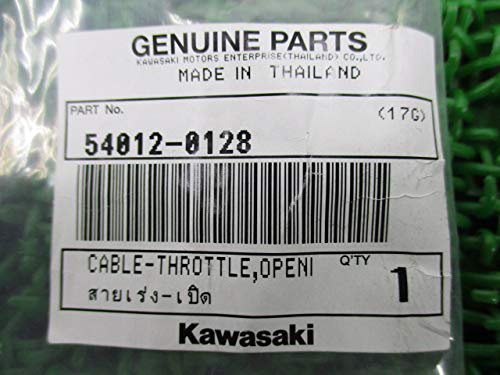 GENUINE PARTS
KAWASAKI MOTORS ENTERPRISE(THAILAND) CO.,LTD.
MADE IN THAILAND
PART No.
(17G)
54012-0128
CABLE-THROTTLE,OPENI
Q'TY
1
สายเร่ง-เปิด
Kawasaki